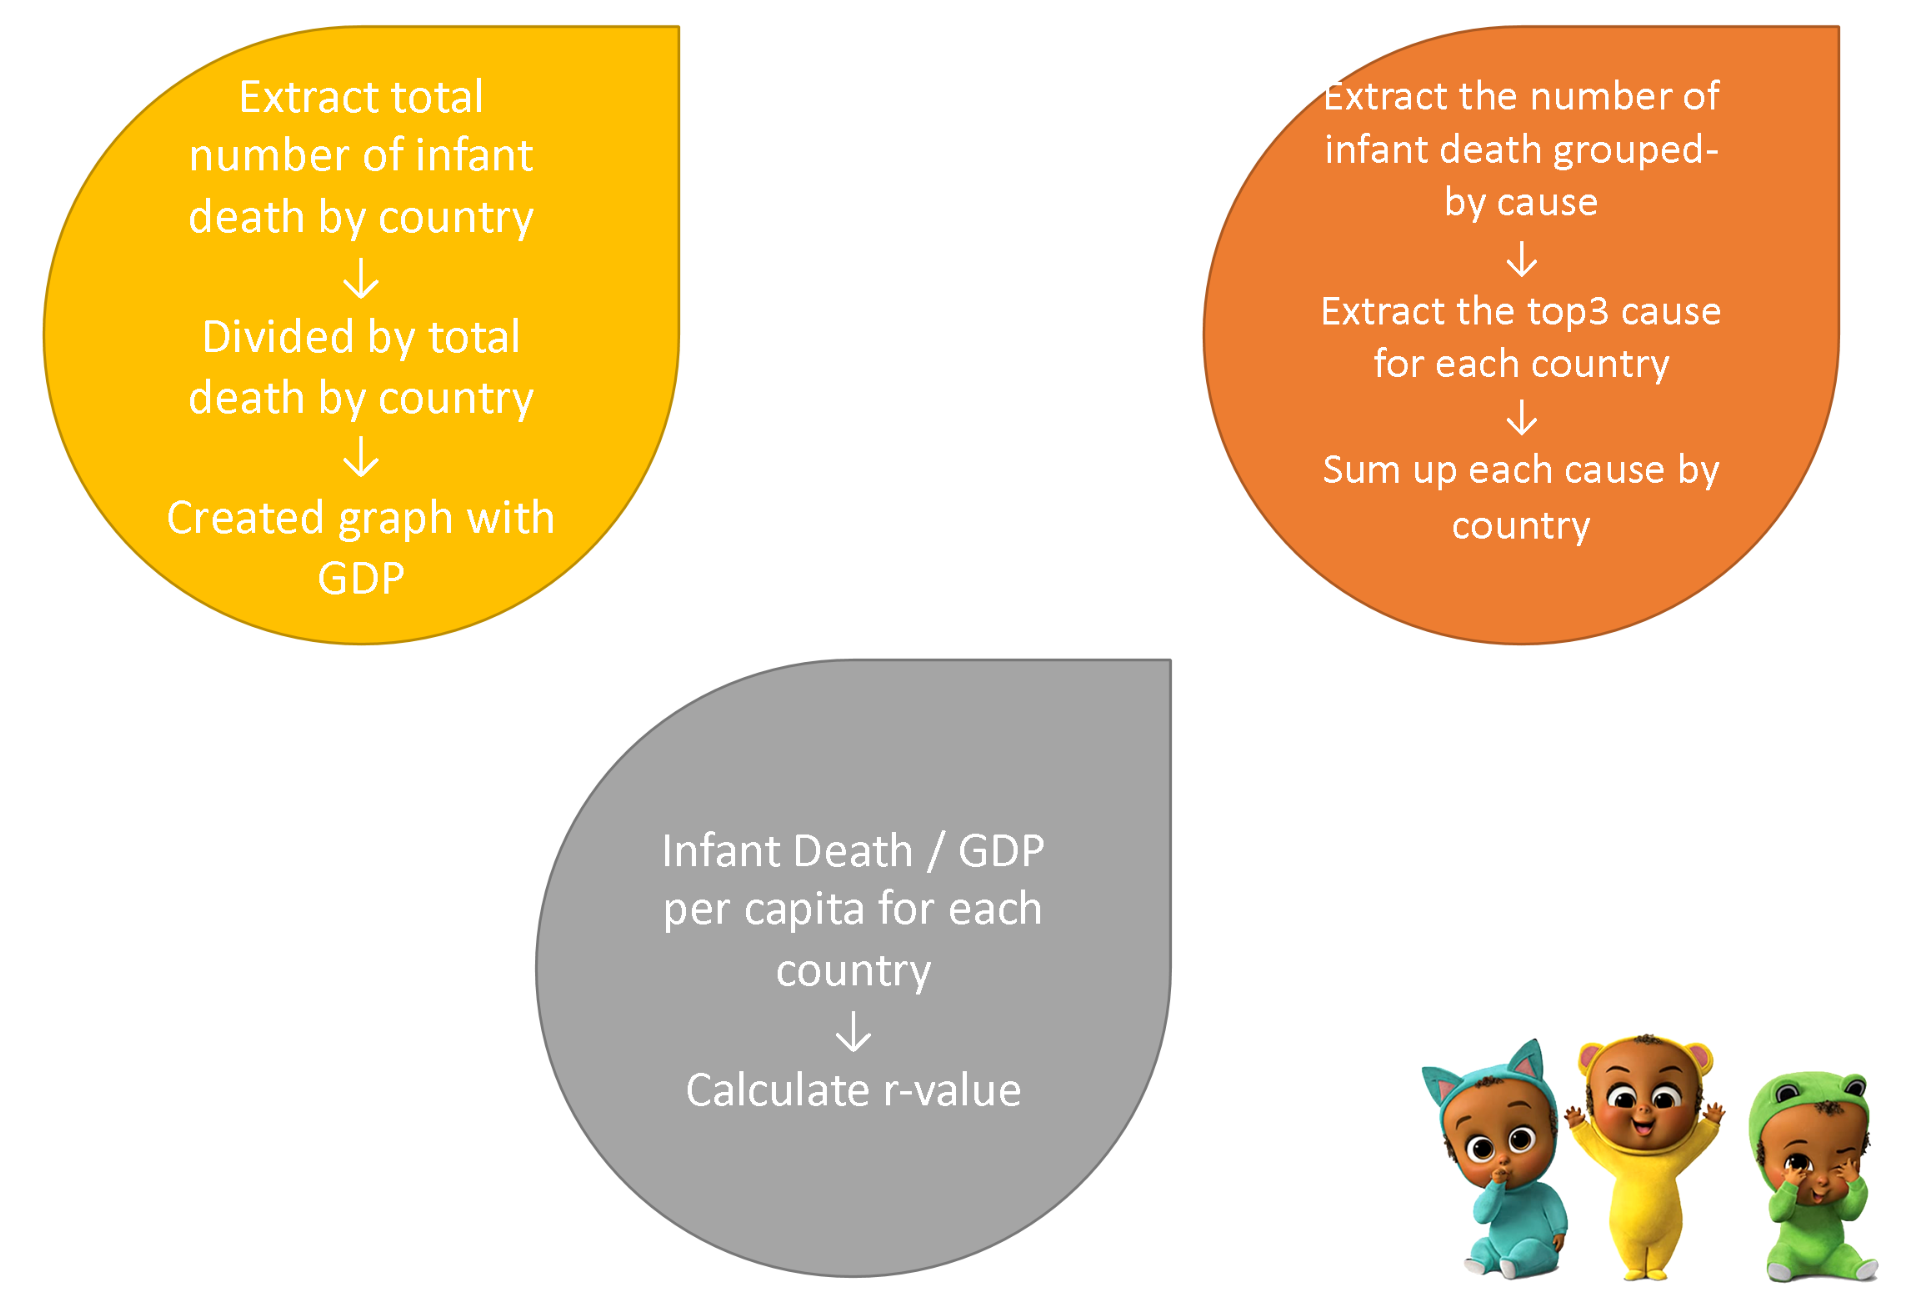 Extract total
number of infant
death by country
↓
Divided by total
death by country
↓
Created graph with
GDP
Extract the number of
infant death grouped-
by cause
↓
Extract the top3 cause
for each country
↓
Sum up each cause by
country
Infant Death / GDP
per capita for each
country
↓
Calculate r-value